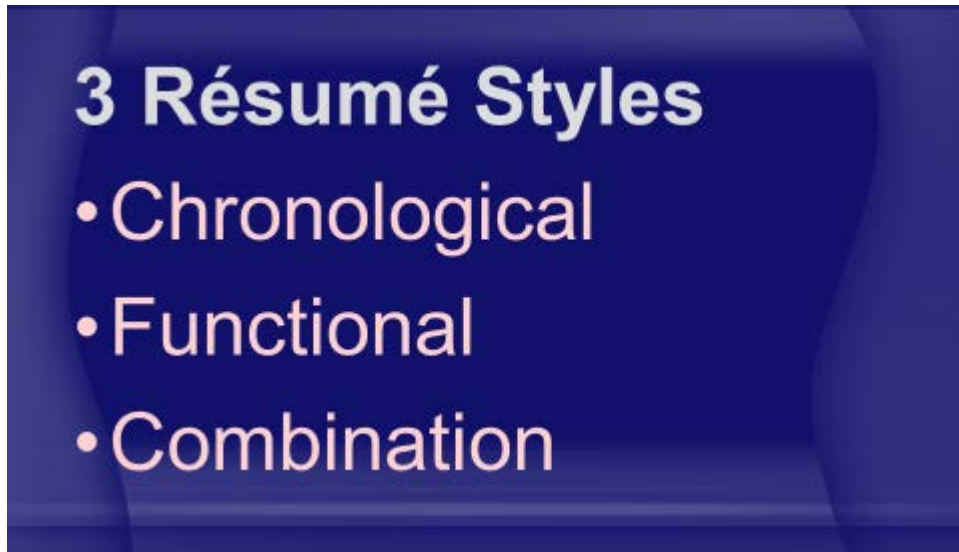 3 Résumé Styles
•Chronological
•Functional
•Combination